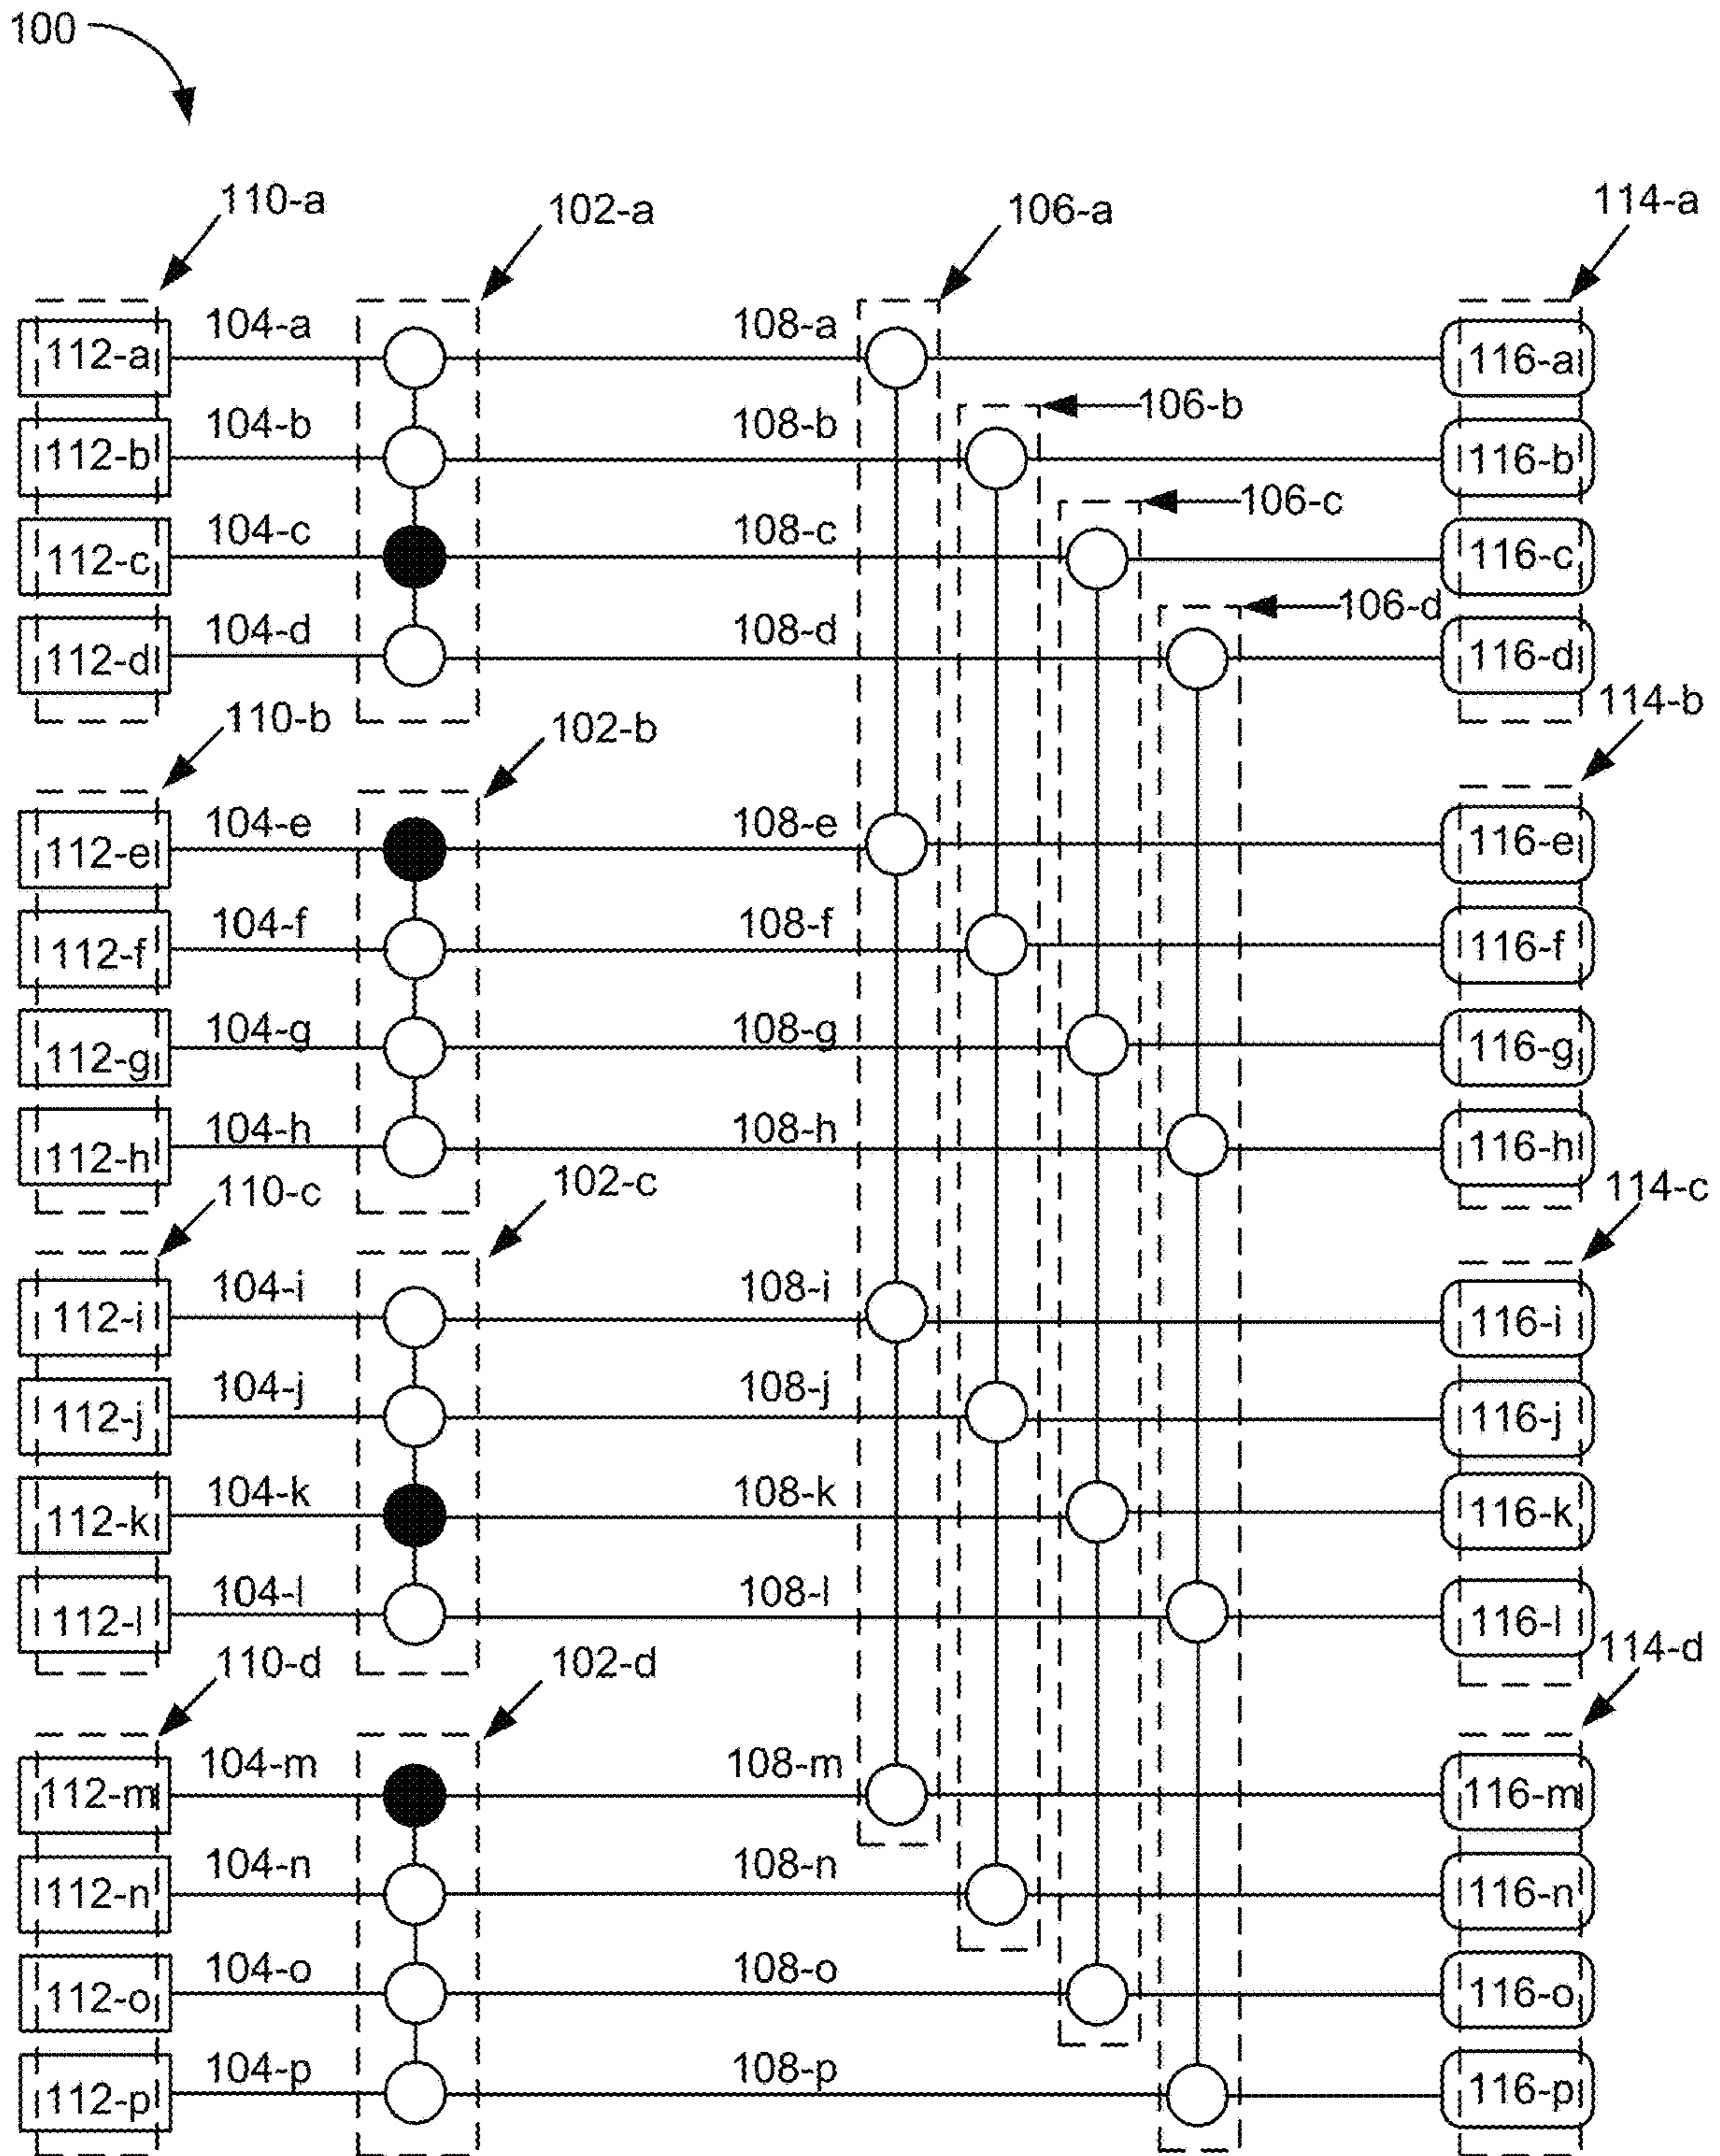 100
110-a 102-a 106-a 114-a
112-a 104-a 108-a 116-a
106-b
112-b 104-b 108-b 116-b
106-c
112-c 104-c 108-c 116-c
106-d
112-d 104-d 108-d 116-d
110-b 102-b 114-b
112-e 104-e 108-e 116-e
112-f 104-f 108-f 116-f
112-g 104-g 108-g 116-g
112-h 104-h 108-h 116-h
110-c 102-c 114-c
112-i 104-i 108-i 116-i
112-j 104-j 108-j 116-j
112-k 104-k 108-k 116-k
112-l 104-l 108-l 116-l
110-d 102-d 114-d
112-m 104-m 108-m 116-m
112-n 104-n 108-n 116-n
112-o 104-o 108-o 116-o
112-p 104-p 108-p 116-p